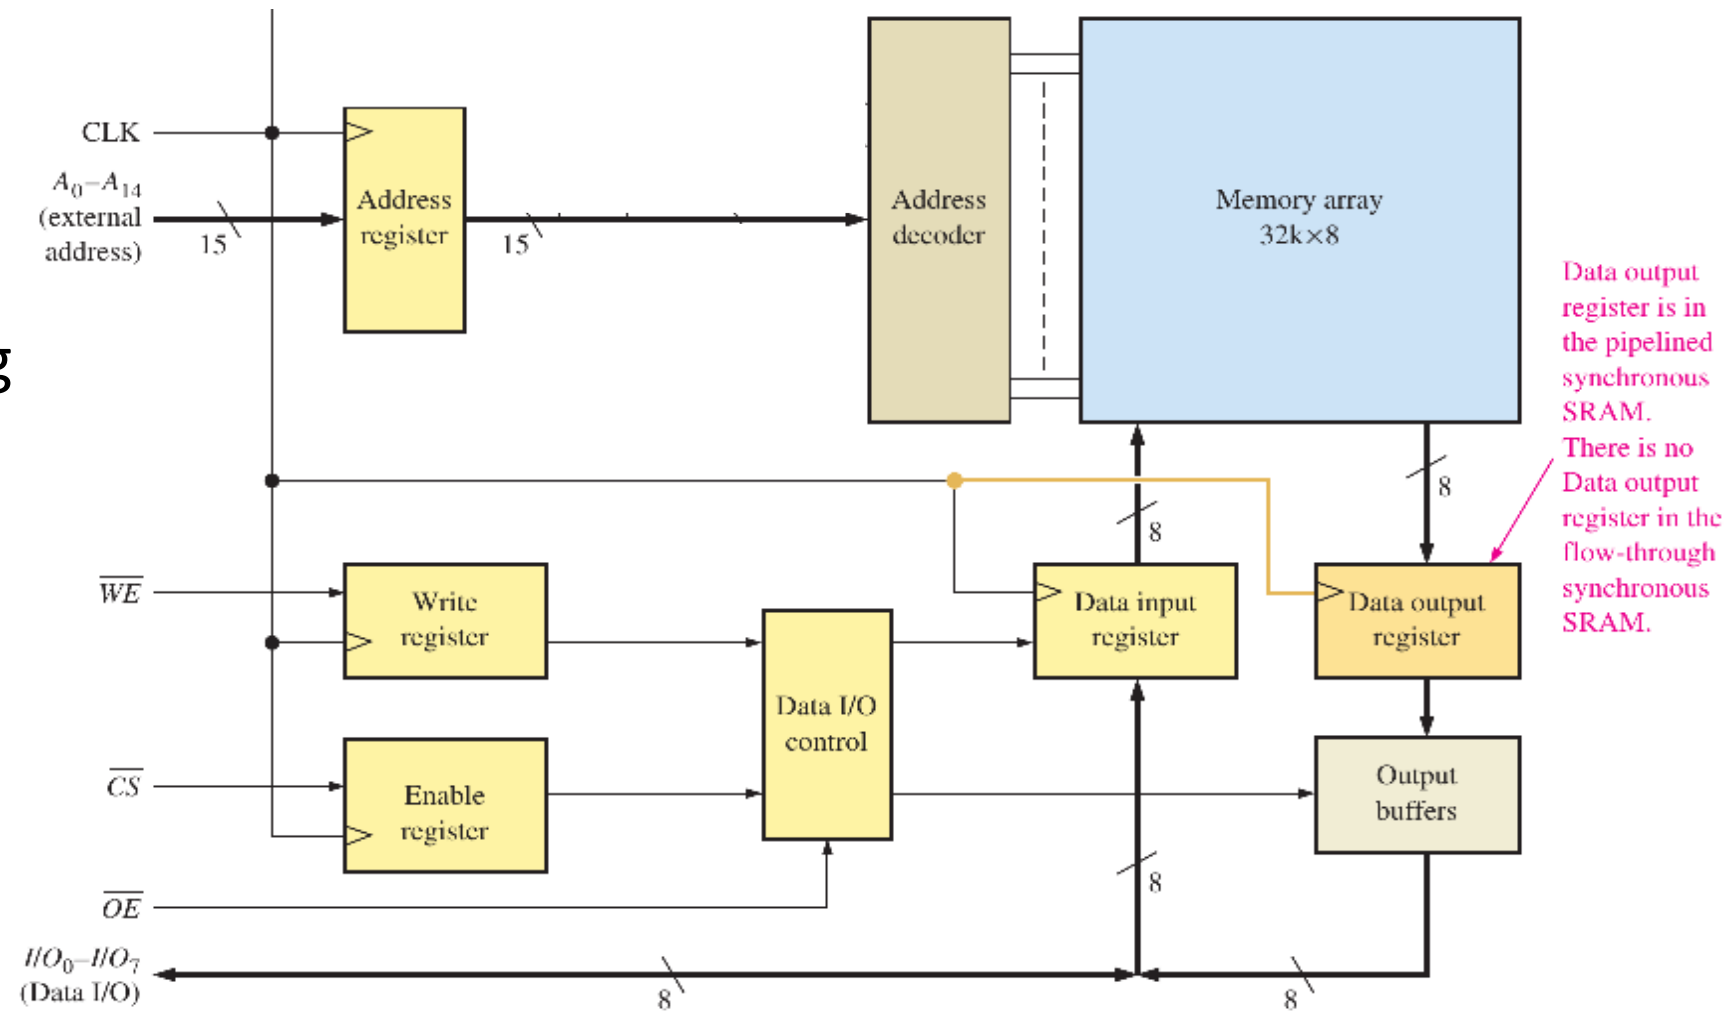 CLK
A₀–A₁₄
(external
address)
15
Address
register
15
Address
decoder
Memory array
32k×8
g
Data output
register is in
the pipelined
synchronous
SRAM.
There is no
Data output
register in the
flow-through
synchronous
SRAM.
8
8
W̅E̅
Write
register
Data input
register
Data output
register
Data I/O
control
C̅S̅
Enable
register
Output
buffers
8
O̅E̅
I/O₀–I/O₇
(Data I/O)
8
8